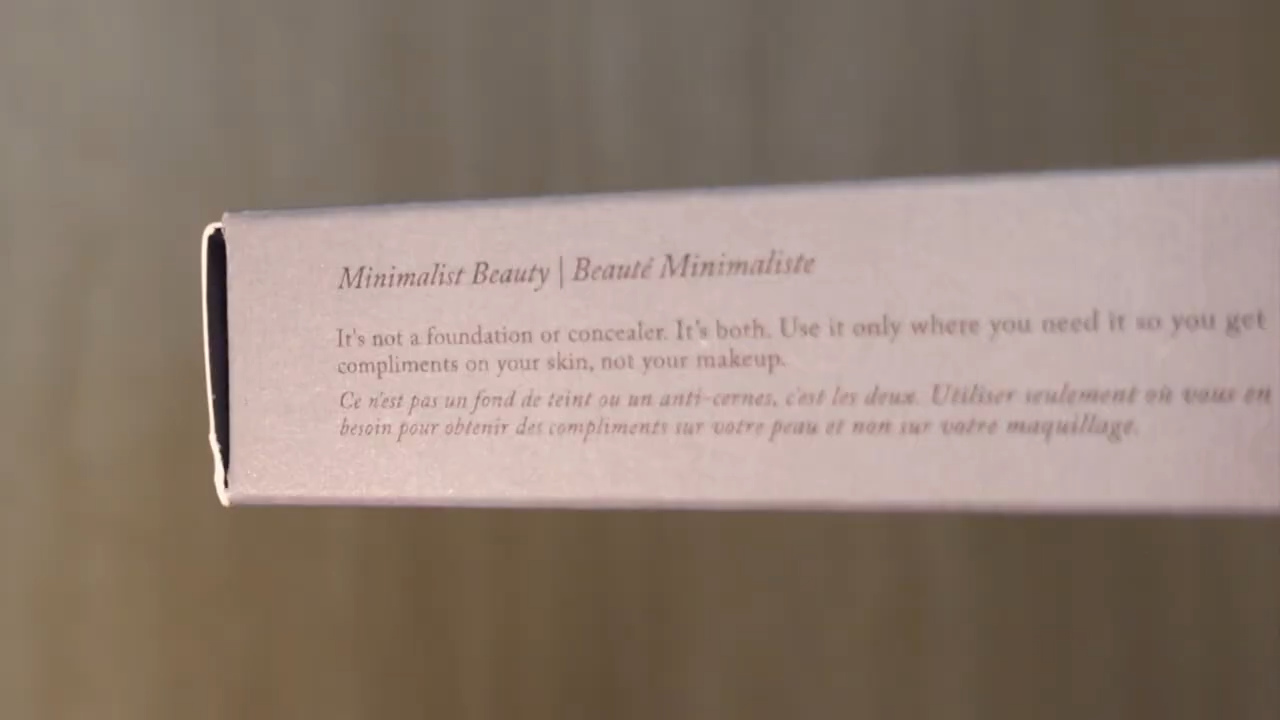 Minimalist Beauty | Beauté Minimaliste
It's not a foundation or concealer. It's both. Use it only where you need it so you get
compliments on your skin, not your makeup.
Ce n'est pas un fond de teint ou un anti-cernes, c'est les deux. Utiliser seulement où vous en
besoin pour obtenir des compliments sur votre peau et non sur votre maquillage.